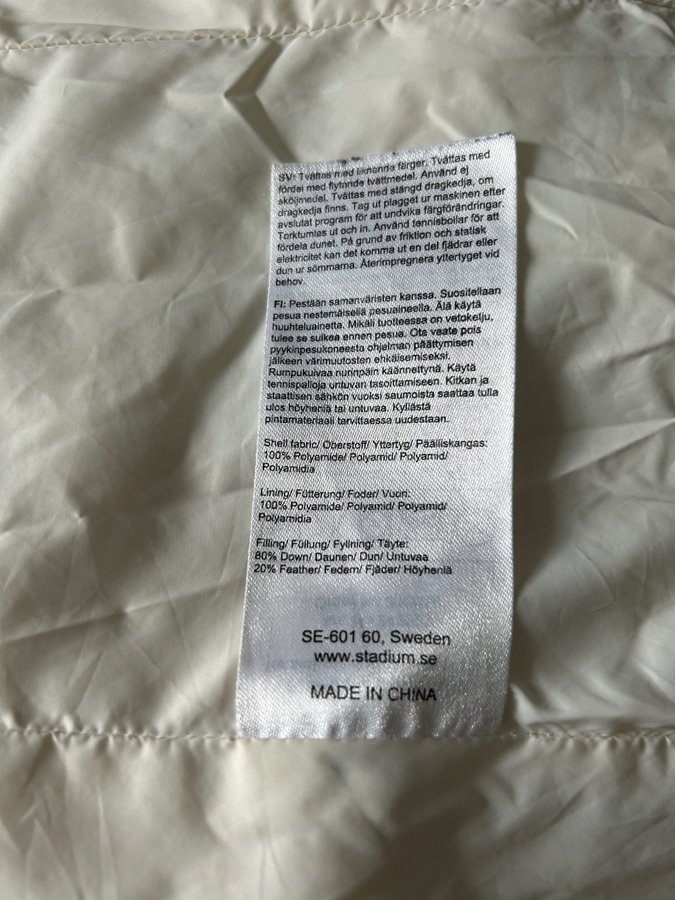 SV: Tvättas med liknande färger. Tvättas med
fördel med flytande tvättmedel. Använd ej
sköljmedel. Tvättas med stängd dragkedja, om
dragkedja finns. Tag ut plagget ur maskinen efter
avslutat program för att undvika färgförändringar.
Torktumlas ut och in. Använd tennisbollar för att
fördela dunet. På grund av friktion och statisk
elektricitet kan det komma ut en del fjädrar eller
dun ur sömmarna. Återimpregnera yttertyget vid
behov.
FI: Pestään samanväristen kanssa. Suositellaan
pesua nestemäisellä pesuaineella. Älä käytä
huuhteluainetta. Mikäli tuotteessa on vetoketju,
tulee se sulkea ennen pesua. Ota vaate pois
pyykinpesukoneesta ohjelman päättymisen
jälkeen värimuutosten ehkäisemiseksi.
Rumpukuivaa nurinpäin käännettynä. Käytä
tennispalloja untuvan tasoittamiseen. Kitkan ja
staattisen sähkön vuoksi saumoista saattaa tulla
ulos höyheniä tai untuvaa. Kyllästä
pintamateriaali tarvittaessa uudestaan.
Shell fabric/ Oberstoff/ Yttertyg/ Päälliskangas:
100% Polyamide/ Polyamid/ Polyamid/
Polyamidia
Lining/ Fütterung/ Foder/ Vuori:
100% Polyamide/ Polyamid/ Polyamid/
Polyamidia
Filling/ Füllung/ Fyllning/ Täyte:
80% Down/ Daunen/ Dun/ Untuvaa
20% Feather/ Federn/ Fjäder/ Höyheniä
SE-601 60, Sweden
www.stadium.se
MADE IN CHINA